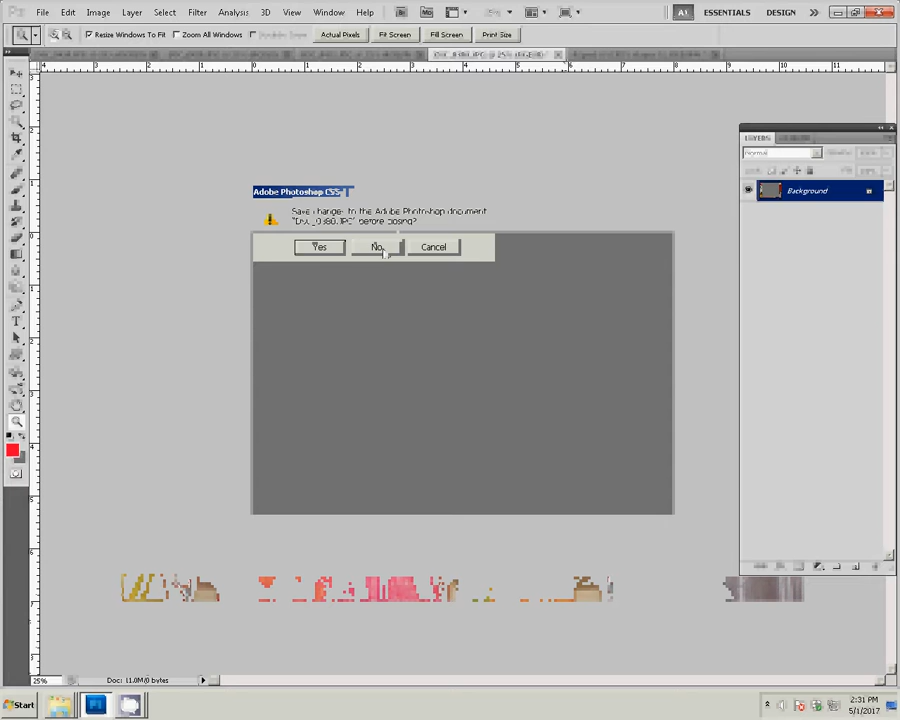 File Edit Image Layer Select Filter Analysis 3D View Window Help
ESSENTIALS DESIGN
Resize Windows To Fit Zoom All Windows Actual Pixels Fit Screen Fill Screen Print Size
LAYERS
Normal
Background
Adobe Photoshop CS5
Save changes to the Adobe Photoshop document
before closing?
Yes No Cancel
25% Doc: 11.0M/0 bytes
Start
2:31 PM
5/1/2017